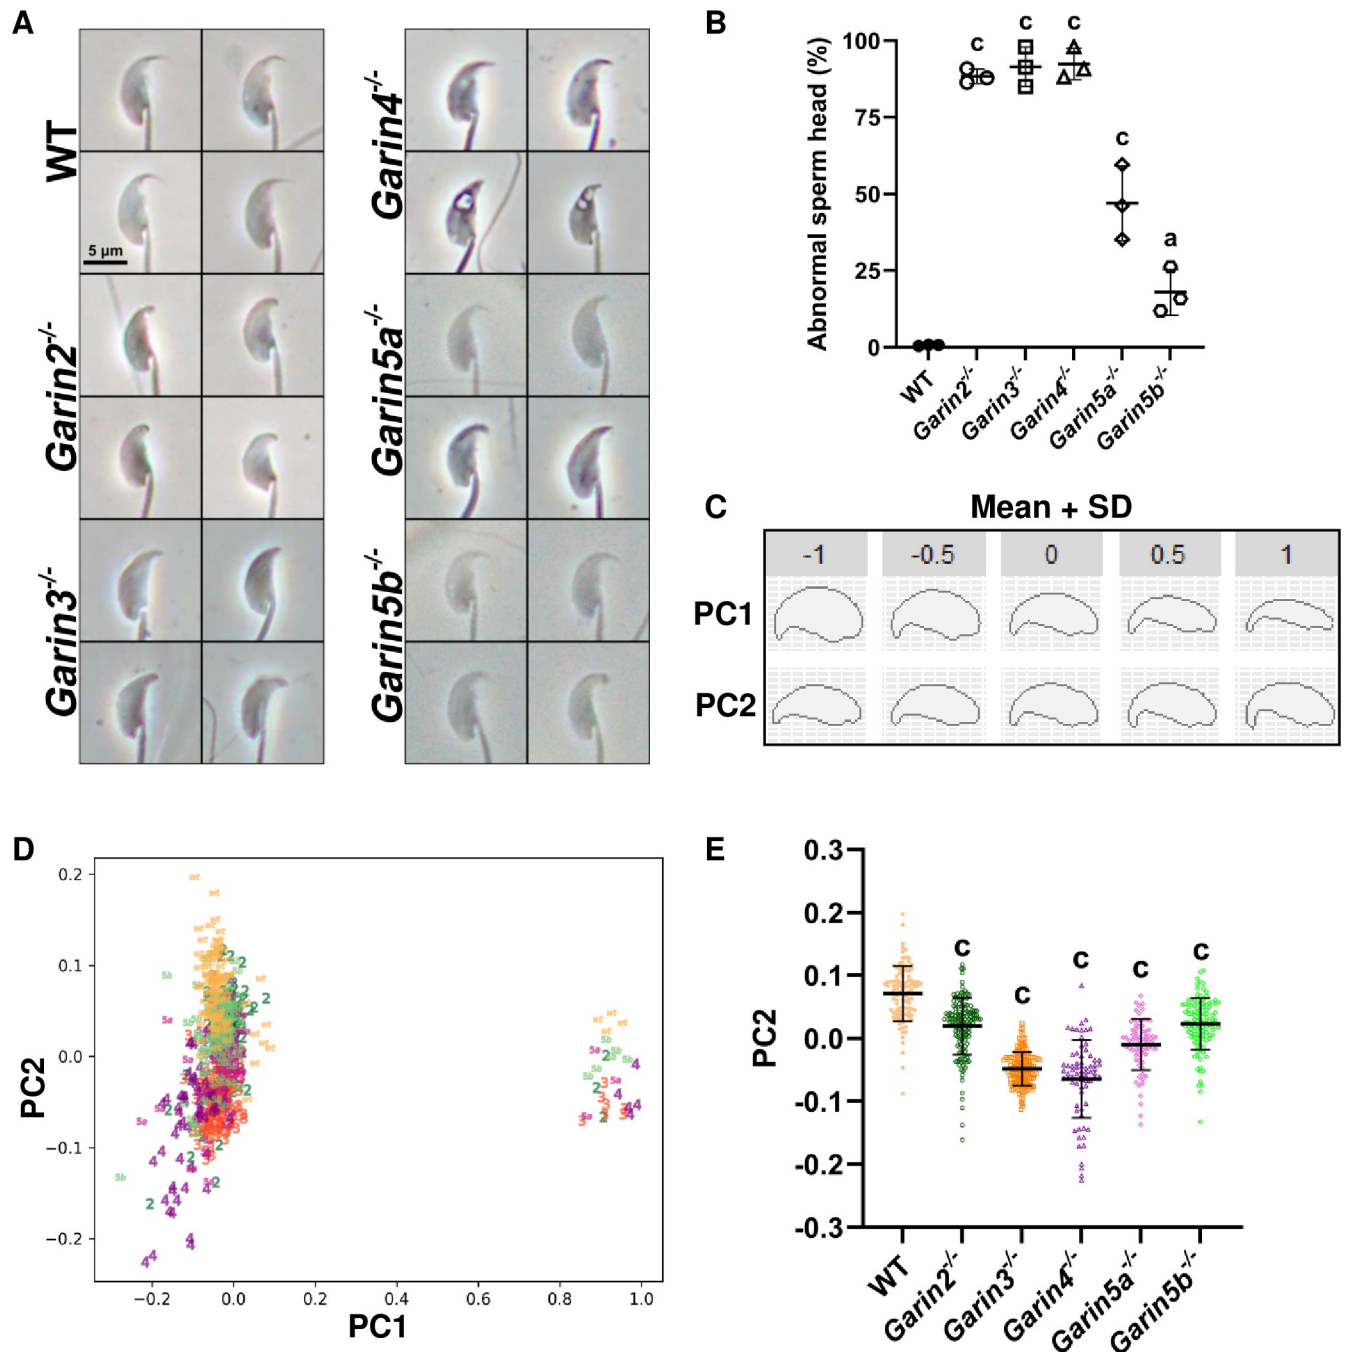 A
WT
5 μm
Garin2-/-
Garin3-/-
Garin4-/-
Garin5a-/-
Garin5b-/-
B
Abnormal sperm head (%)
100
75
50
25
0
c
c
c
c
a
WT
Garin2-/-
Garin3-/-
Garin4-/-
Garin5a-/-
Garin5b-/-
C
Mean + SD
-1 -0.5 0 0.5 1
PC1
PC2
D
PC2
0.2
0.1
0.0
−0.1
−0.2
−0.2 0.0 0.2 0.4 0.6 0.8 1.0
PC1
E
PC2
0.3
0.2
0.1
0.0
-0.1
-0.2
-0.3
c c c c c
WT
Garin2-/-
Garin3-/-
Garin4-/-
Garin5a-/-
Garin5b-/-